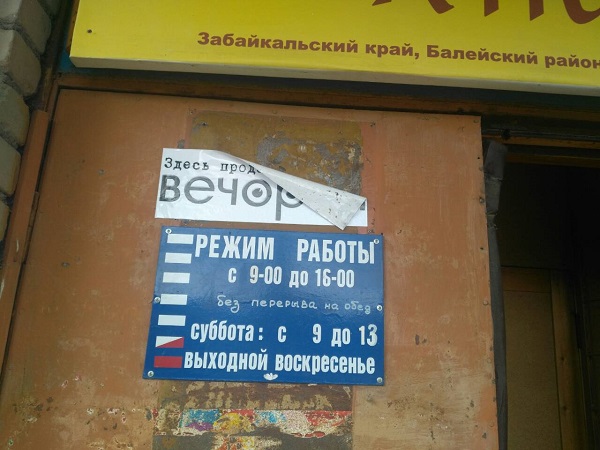 Забайкальский край, Балейский район
Здесь
вечор
РЕЖИМ РАБОТЫ
с 9-00 до 16-00
без перерыва на обед
суббота: с 9 до 13
выходной воскресенье